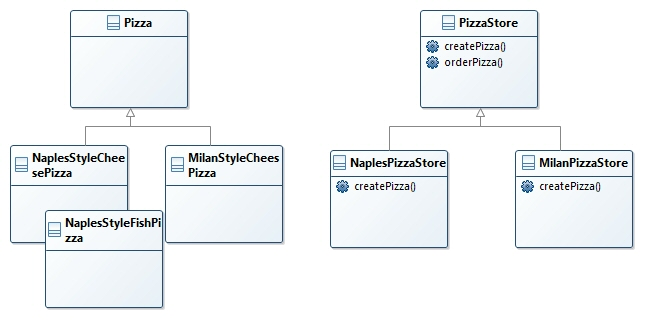 Pizza
PizzaStore
createPizza()
orderPizza()
NaplesStyleChee
sePizza
MilanStyleChees
Pizza
NaplesStyleFishPi
zza
NaplesPizzaStore
createPizza()
MilanPizzaStore
createPizza()